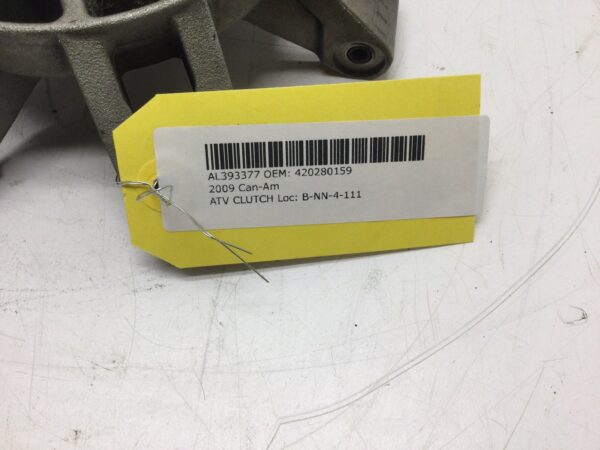 AL393377 OEM: 420280159
2009 Can-Am
ATV CLUTCH Loc: B-NN-4-111